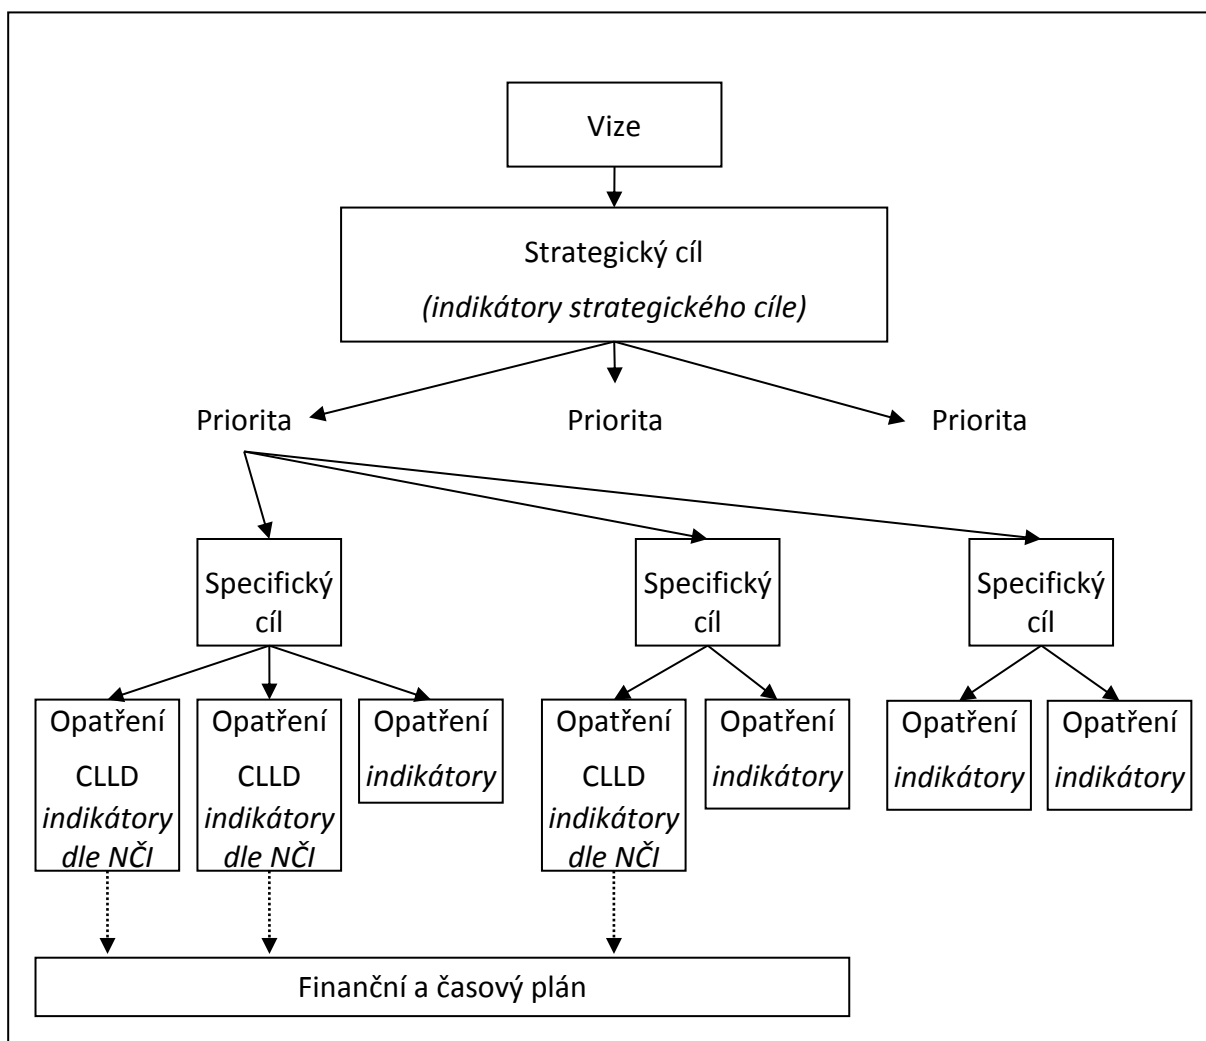 Vize
Strategický cíl
(indikátory strategického cíle)
Priorita
Priorita
Priorita
Specifický
cíl
Specifický
cíl
Specifický
cíl
Opatření
CLLD
indikátory
dle NČI
Opatření
CLLD
indikátory
dle NČI
Opatření
indikátory
Opatření
CLLD
indikátory
dle NČI
Opatření
indikátory
Opatření
indikátory
Opatření
indikátory
Finanční a časový plán